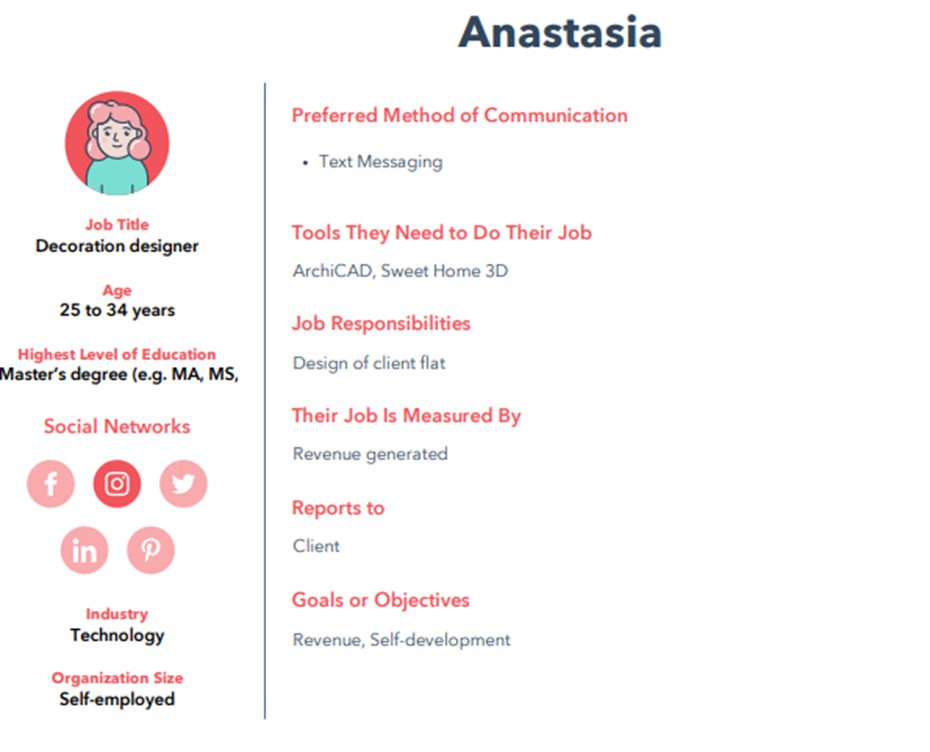 Anastasia
Job Title
Decoration designer
Age
25 to 34 years
Highest Level of Education
Master's degree (e.g. MA, MS,
Social Networks
Industry
Technology
Organization Size
Self-employed
Preferred Method of Communication
• Text Messaging
Tools They Need to Do Their Job
ArchiCAD, Sweet Home 3D
Job Responsibilities
Design of client flat
Their Job Is Measured By
Revenue generated
Reports to
Client
Goals or Objectives
Revenue, Self-development